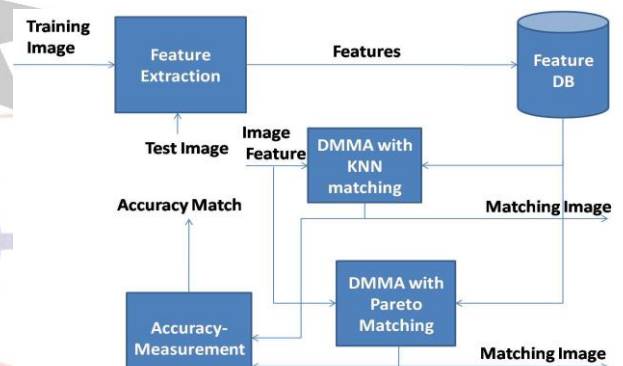 Training
Image
Feature
Extraction
Features
Feature
DB
Test Image
Image
Feature
DMMA with
KNN
matching
Accuracy Match
Matching Image
DMMA with
Pareto
Matching
Accuracy-
Measurement
Matching Image